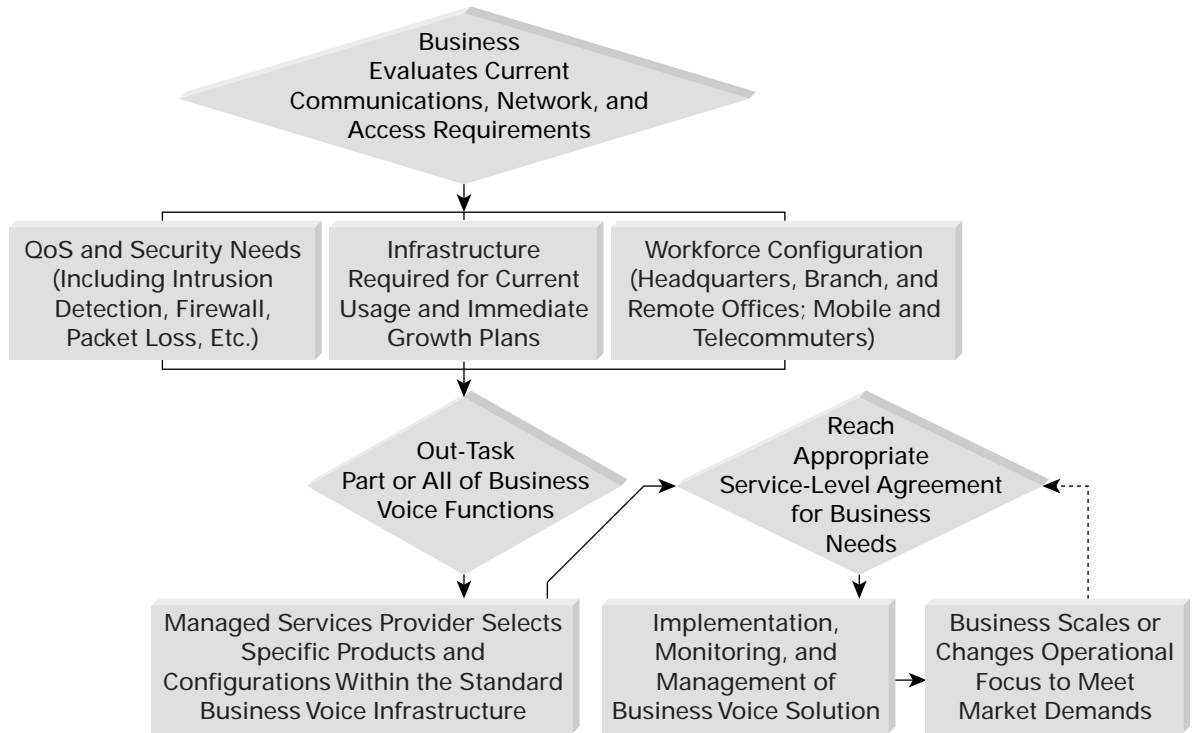 Business
Evaluates Current
Communications, Network, and
Access Requirements
QoS and Security Needs
(Including Intrusion
Detection, Firewall,
Packet Loss, Etc.)
Infrastructure
Required for Current
Usage and Immediate
Growth Plans
Workforce Configuration
(Headquarters, Branch, and
Remote Offices; Mobile and
Telecommuters)
Out-Task
Part or All of Business
Voice Functions
Reach
Appropriate
Service-Level Agreement
for Business
Needs
Managed Services Provider Selects
Specific Products and
Configurations Within the Standard
Business Voice Infrastructure
Implementation,
Monitoring, and
Management of
Business Voice Solution
Business Scales or
Changes Operational
Focus to Meet
Market Demands